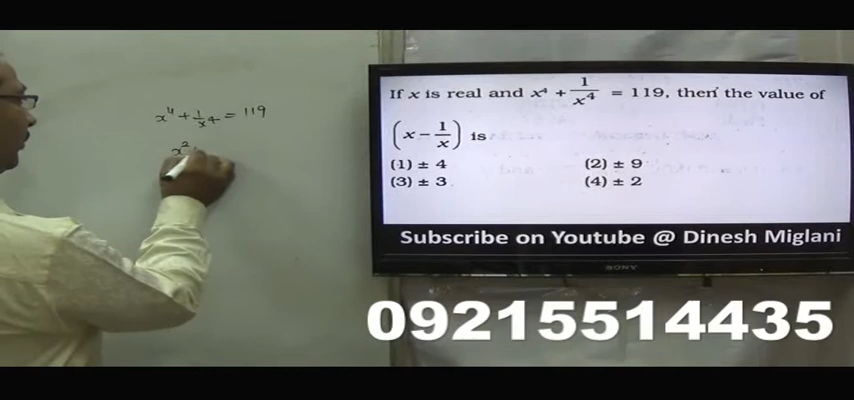 x⁴ + 1/x⁴ = 119
x²
If x is real and x⁴ + 1/x⁴ = 119, then the value of
(x − 1/x) is
(1) ± 4 (2) ± 9
(3) ± 3 (4) ± 2
Subscribe on Youtube @ Dinesh Miglani
SONY
09215514435